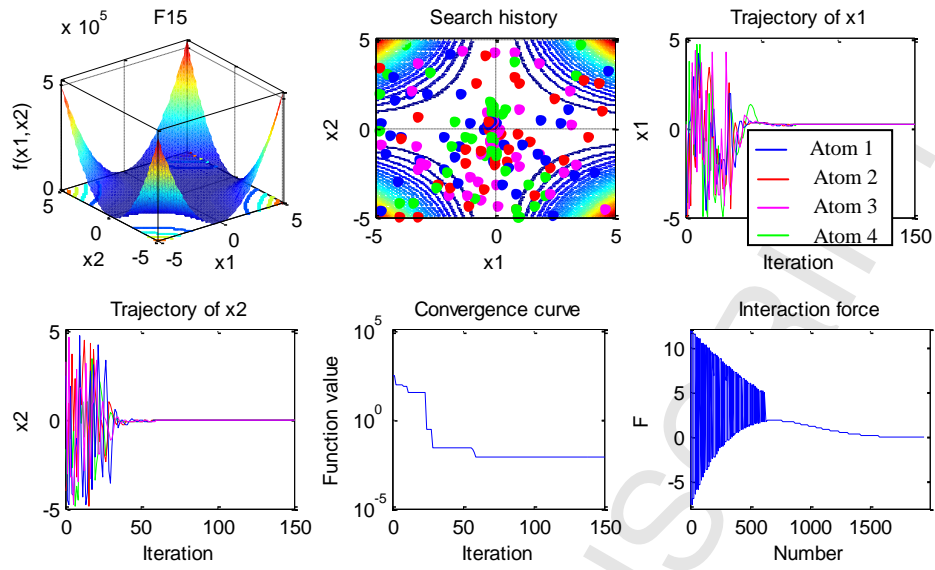 F15
x 10^5
5
0
f(x1,x2)
5
0
-5
x2
-5
0
5
x1
Search history
5
0
-5
x2
-5
0
5
x1
Trajectory of x1
5
0
-5
x1
0
50
100
150
Iteration
Atom 1
Atom 2
Atom 3
Atom 4
Trajectory of x2
5
0
-5
x2
0
50
100
150
Iteration
Convergence curve
10^5
10^0
10^-5
Function value
0
50
100
150
Iteration
Interaction force
10
5
0
-5
F
0
500
1000
1500
Number